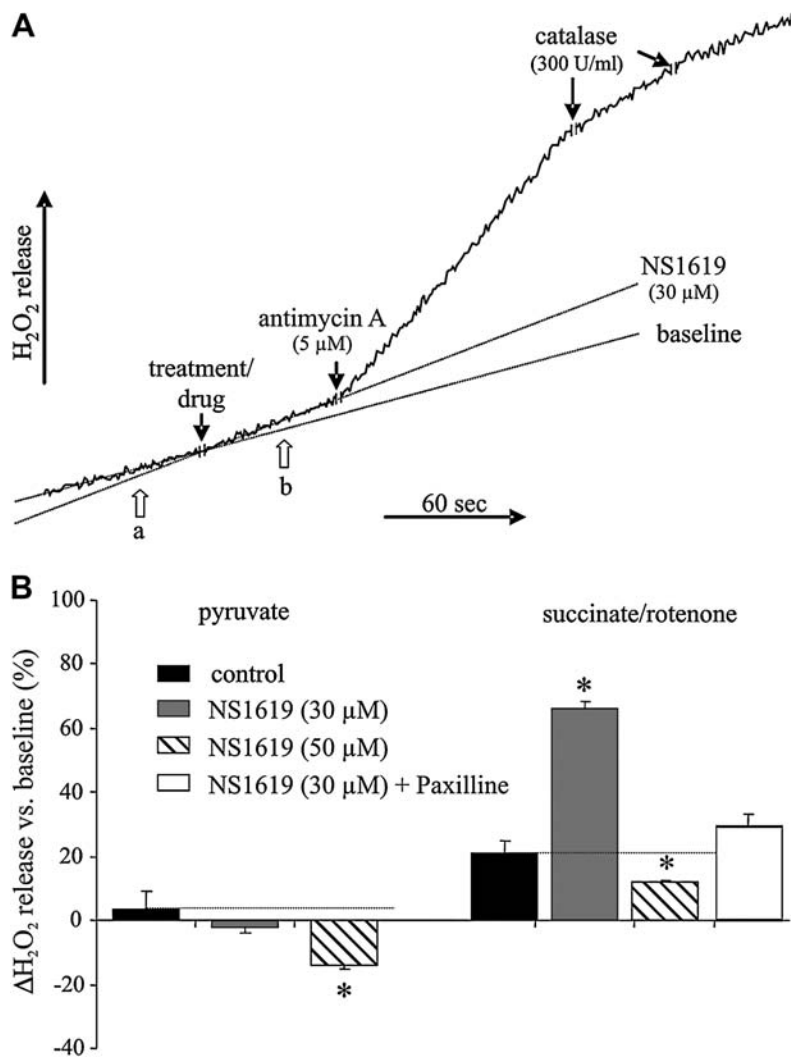 A
catalase
(300 U/ml)
H₂O₂ release
NS1619
(30 µM)
antimycin A
(5 µM)
baseline
treatment/
drug
b
a
60 sec
B
ΔH₂O₂ release vs. baseline (%)
100
80
60
40
20
0
-20
-40
pyruvate
succinate/rotenone
control
NS1619 (30 µM)
NS1619 (50 µM)
NS1619 (30 µM) + Paxilline
*
*
*